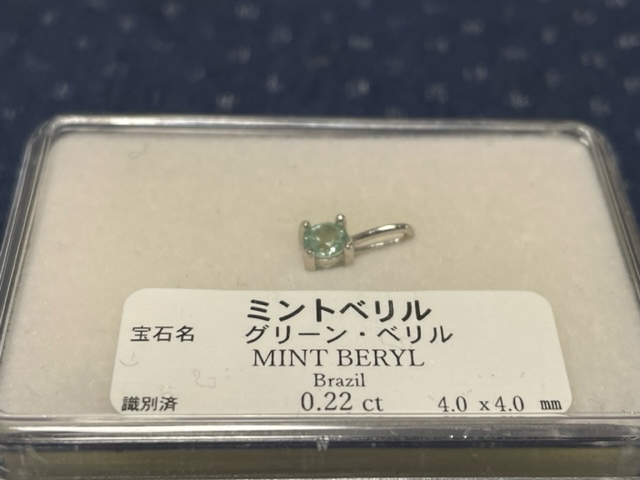 ミントベリル
宝石名 グリーン・ベリル
MINT BERYL
Brazil
識別済 0.22 ct 4.0 x 4.0 mm